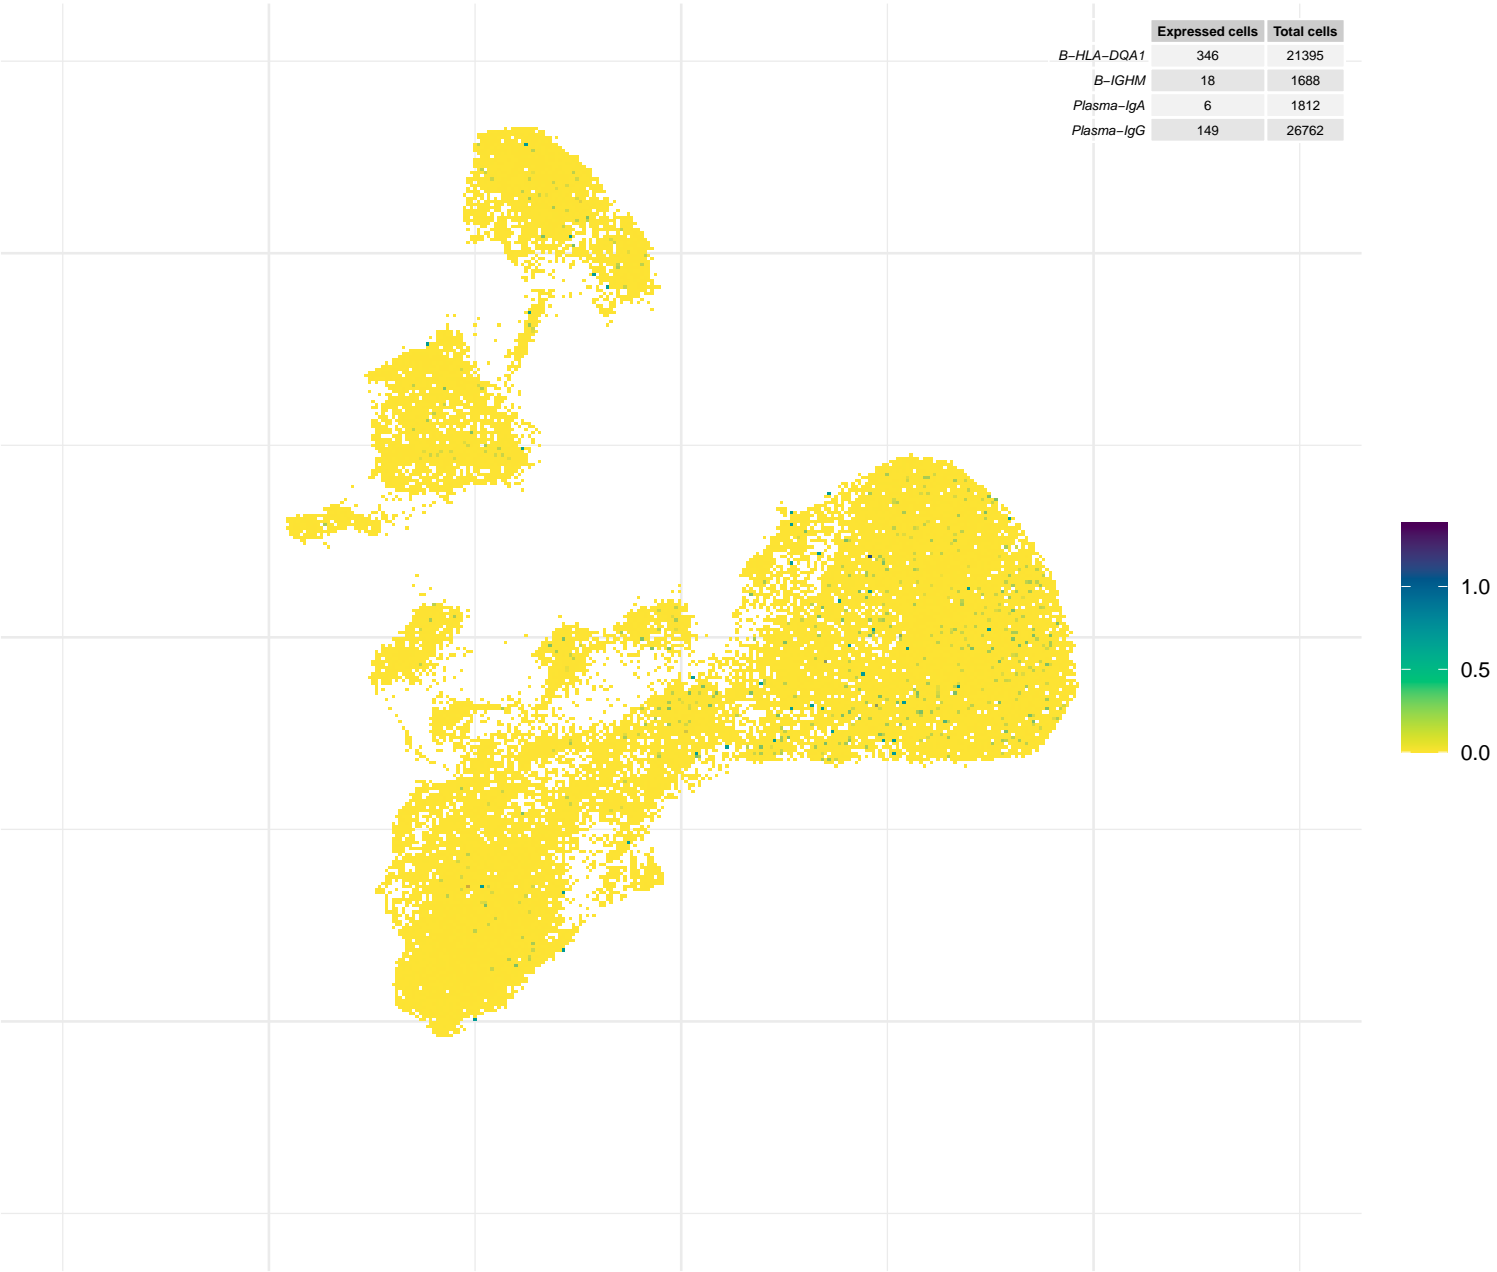 Expressed cells Total cells
B−HLA−DQA1 346 21395
B−IGHM 18 1688
Plasma−IgA 6 1812
Plasma−IgG 149 26762
1.0
0.5
0.0